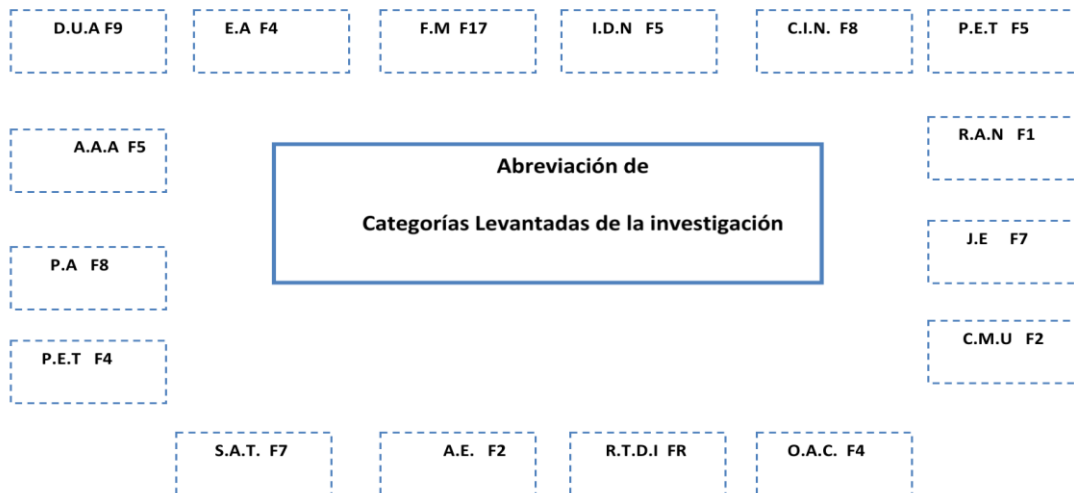 D.U.A F9
E.A F4
F.M F17
I.D.N F5
C.I.N. F8
P.E.T F5
A.A.A F5
R.A.N F1
Abreviación de
Categorías Levantadas de la investigación
J.E F7
P.A F8
C.M.U F2
P.E.T F4
S.A.T. F7
A.E. F2
R.T.D.I FR
O.A.C. F4